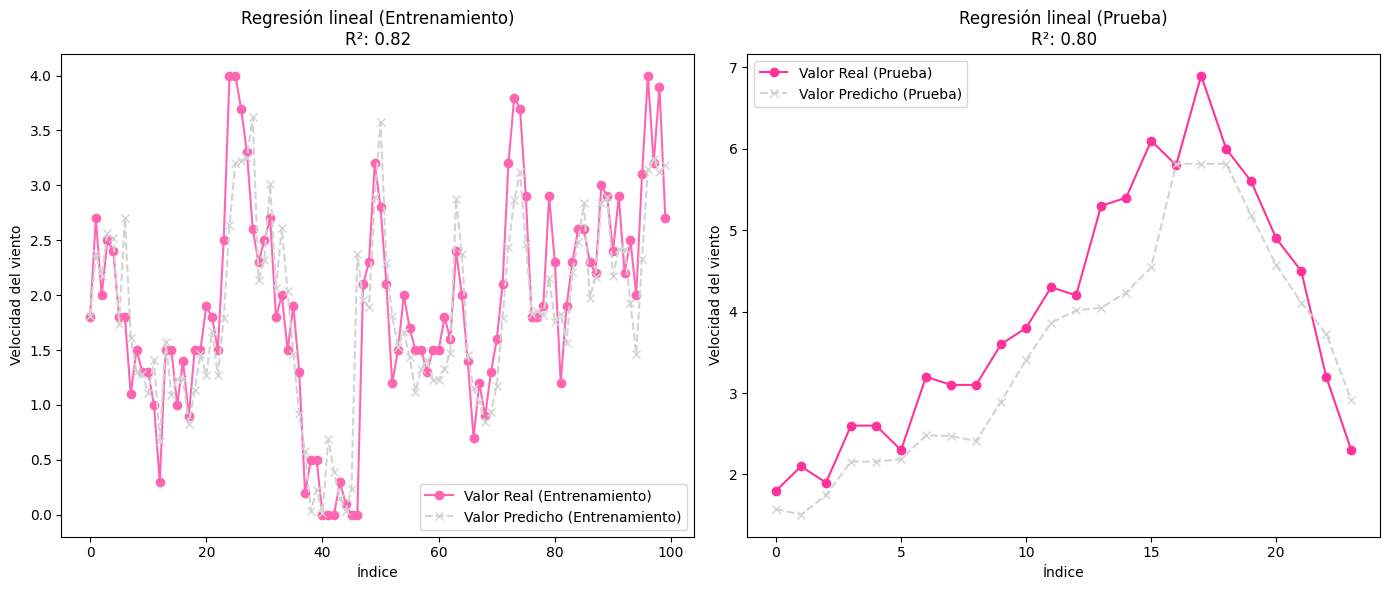 Regresión lineal (Entrenamiento)
R²: 0.82
Velocidad del viento
4.0
3.5
3.0
2.5
2.0
1.5
1.0
0.5
0.0
Valor Real (Entrenamiento)
Valor Predicho (Entrenamiento)
0 20 40 60 80 100
Índice
Regresión lineal (Prueba)
R²: 0.80
Valor Real (Prueba)
Valor Predicho (Prueba)
Velocidad del viento
7
6
5
4
3
2
0 5 10 15 20
Índice